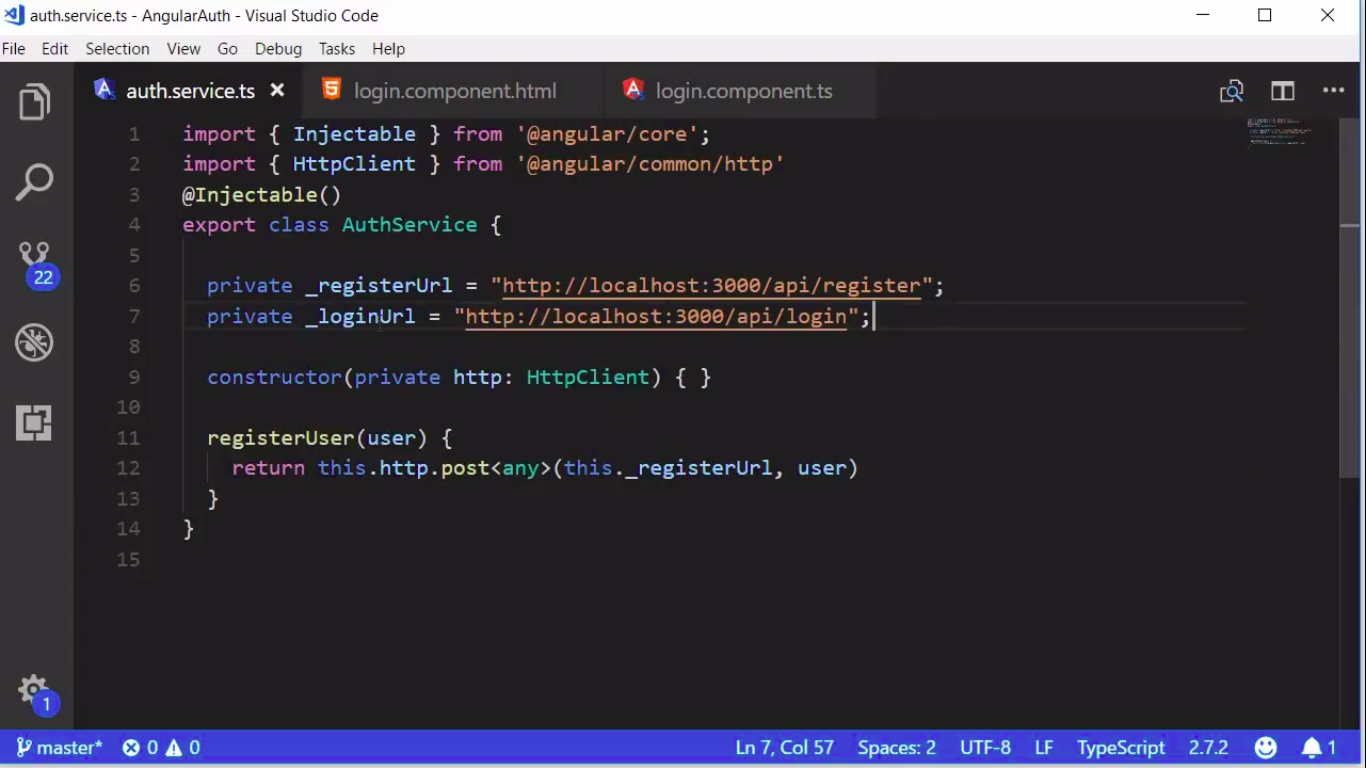 auth.service.ts - AngularAuth - Visual Studio Code
File Edit Selection View Go Debug Tasks Help
auth.service.ts login.component.html login.component.ts
1 import { Injectable } from '@angular/core';
2 import { HttpClient } from '@angular/common/http'
3 @Injectable()
4 export class AuthService {
5
6 private _registerUrl = "http://localhost:3000/api/register";
7 private _loginUrl = "http://localhost:3000/api/login";
8
9 constructor(private http: HttpClient) { }
10
11 registerUser(user) {
12 return this.http.post<any>(this._registerUrl, user)
13 }
14 }
15
22
1
master* 0 0 Ln 7, Col 57 Spaces: 2 UTF-8 LF TypeScript 2.7.2 1